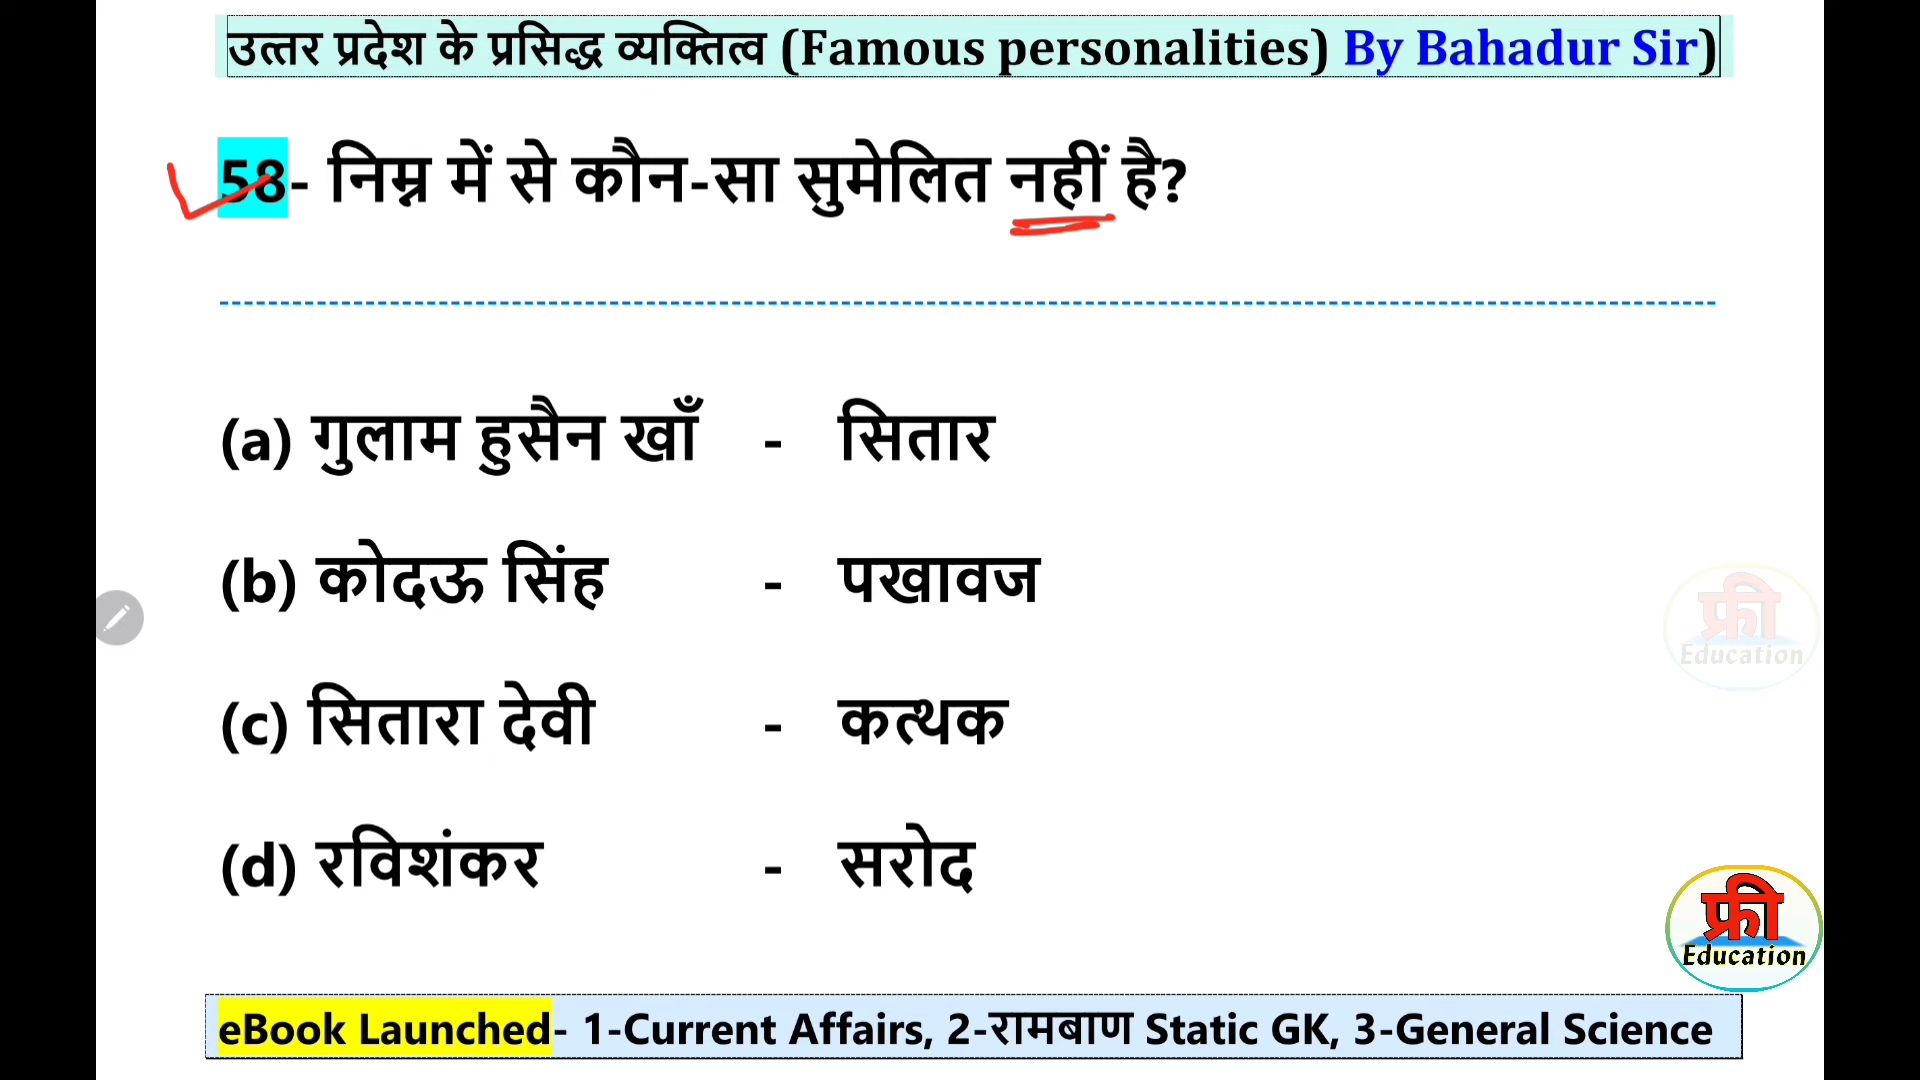 उत्तर प्रदेश के प्रसिद्ध व्यक्तित्व (Famous personalities) By Bahadur Sir)
58- निम्न में से कौन-सा सुमेलित नहीं है?
(a) गुलाम हुसैन खाँ - सितार
(b) कोदऊ सिंह - पखावज
(c) सितारा देवी - कत्थक
(d) रविशंकर - सरोद
फ्री
Education
फ्री
Education
eBook Launched- 1-Current Affairs, 2-रामबाण Static GK, 3-General Science